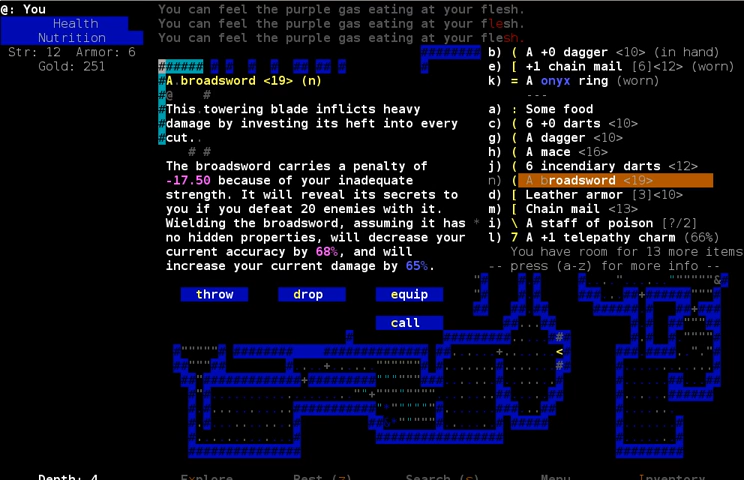 @: You
You can feel the purple gas eating at your flesh.
Health
You can feel the purple gas eating at your flesh.
Nutrition
You can feel the purple gas eating at your flesh.
Str: 12 Armor: 6
Gold: 251
b) ( A +0 dagger <10> (in hand)
e) [ +1 chain mail [6]<12> (worn)
k) = A onyx ring (worn)
---
a) : Some food
c) ( 6 +0 darts <10>
g) ( A dagger <10>
h) ( A mace <16>
j) ( 6 incendiary darts <12>
n) ( A broadsword <19>
d) [ Leather armor [3]<10>
m) [ Chain mail <13>
i) \ A staff of poison [?/2]
l) 7 A +1 telepathy charm (66%)
You have room for 13 more items
-- press (a-z) for more info --
A broadsword <19> (n)
This towering blade inflicts heavy
damage by investing its heft into every
cut.
The broadsword carries a penalty of
-17.50 because of your inadequate
strength. It will reveal its secrets to
you if you defeat 20 enemies with it.
Wielding the broadsword, assuming it has
no hidden properties, will decrease your
current accuracy by 68%, and will
increase your current damage by 65%.
throw drop equip
call
Depth: 4 Explore Rest (z) Search (s) Menu Inventory